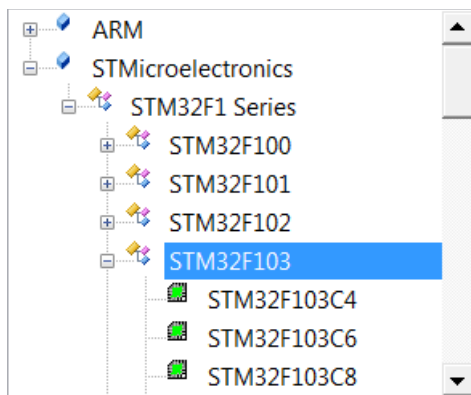 ARM
STMicroelectronics
STM32F1 Series
STM32F100
STM32F101
STM32F102
STM32F103
STM32F103C4
STM32F103C6
STM32F103C8